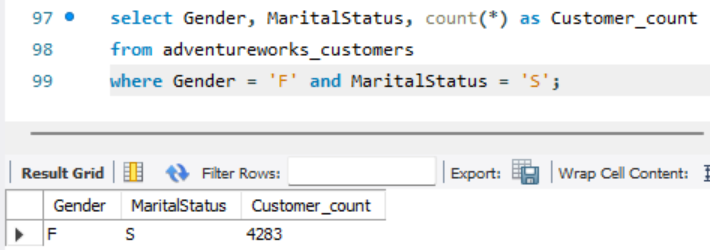 97 select Gender, MaritalStatus, count(*) as Customer_count
98 from adventureworks_customers
99 where Gender = 'F' and MaritalStatus = 'S';
Result Grid Filter Rows: Export: Wrap Cell Content:
Gender MaritalStatus Customer_count
F S 4283